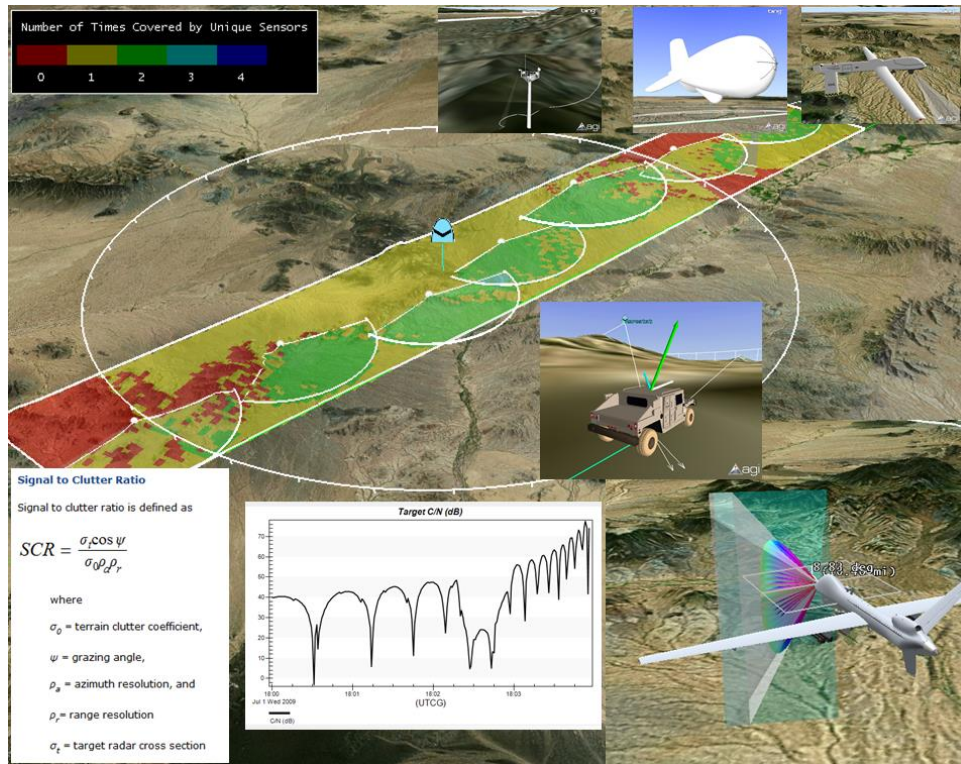 Number of Times Covered by Unique Sensors
0 1 2 3 4
bing
agi
bing
agi
agi
agi
Signal to Clutter Ratio
Signal to clutter ratio is defined as
SCR = σₜcos ψ / σ₀ρₐρᵣ
where
σ₀ = terrain clutter coefficient,
ψ = grazing angle,
ρₐ = azimuth resolution, and
ρᵣ = range resolution
σₜ = target radar cross section
Target C/N (dB)
70
60
50
40
30
20
10
0
18:00 18:01 18:02 18:03
Jul 1 Wed 2009
(UTCG)
C/N (dB)
deg
mi)